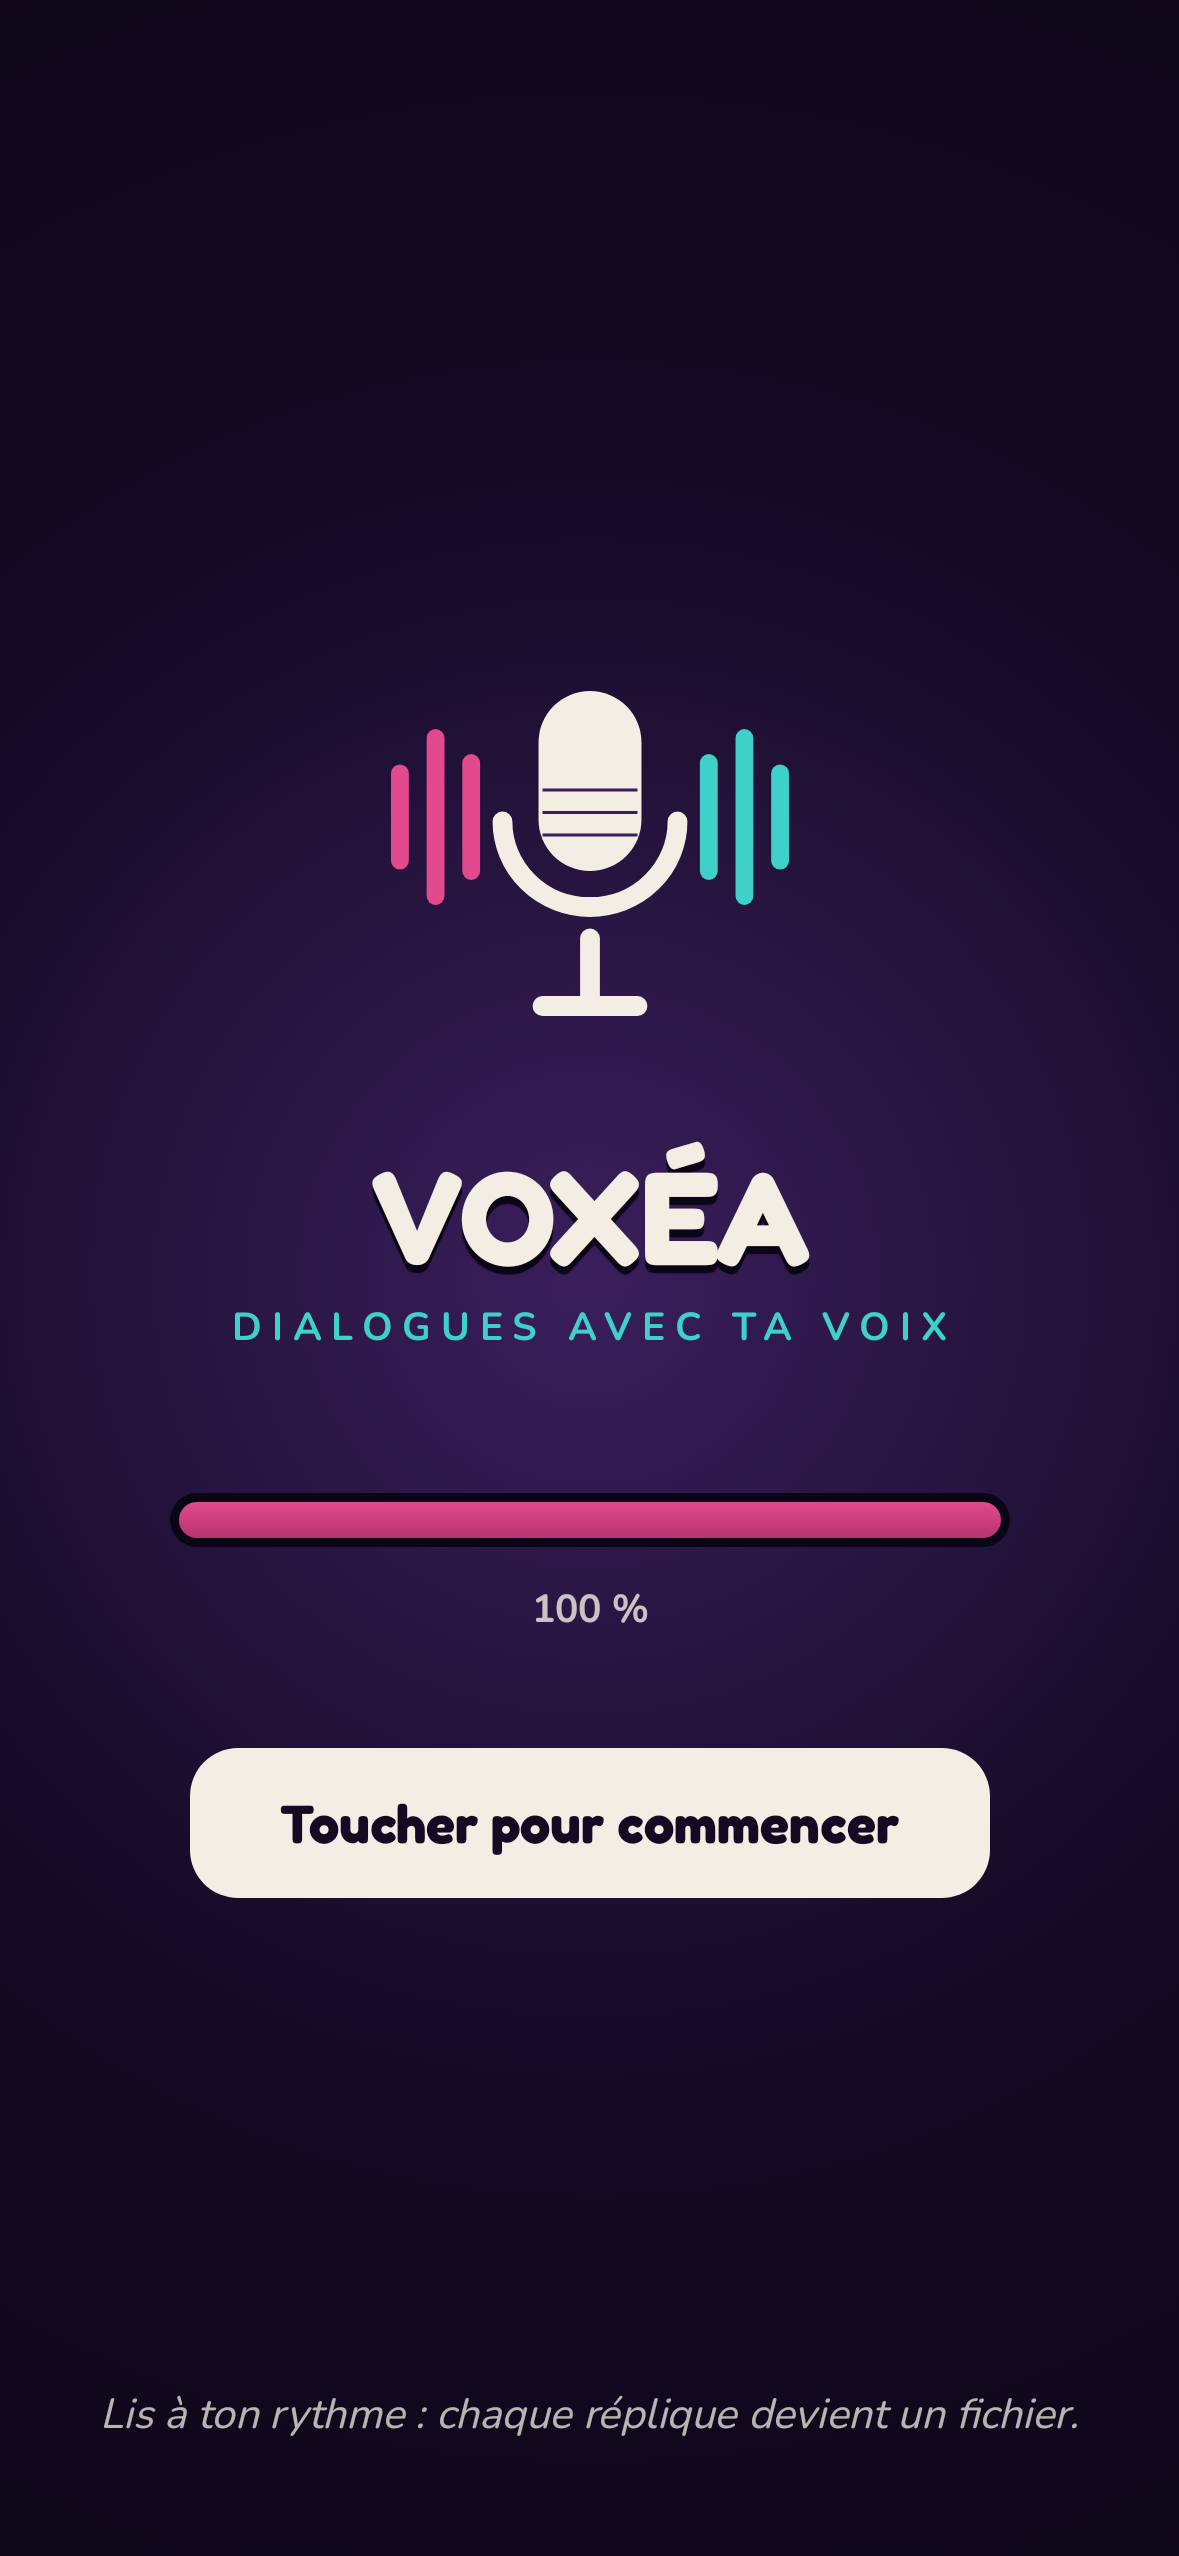 VOXÉA
DIALOGUES AVEC TA VOIX
100 %
Toucher pour commencer
Lis à ton rythme : chaque réplique devient un fichier.